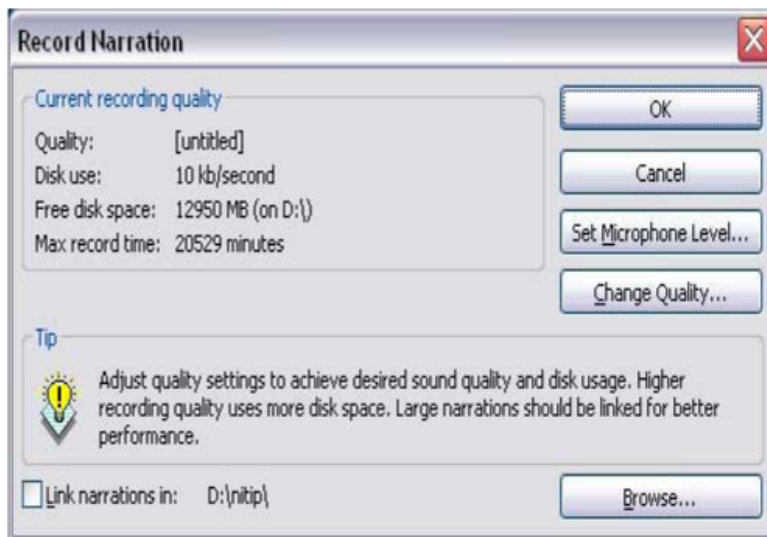 Record Narration
Current recording quality
Quality: [untitled]
Disk use: 10 kb/second
Free disk space: 12950 MB (on D:\)
Max record time: 20529 minutes
OK
Cancel
Set Microphone Level...
Change Quality...
Tip
Adjust quality settings to achieve desired sound quality and disk usage. Higher
recording quality uses more disk space. Large narrations should be linked for better
performance.
Link narrations in: D:\nitip\
Browse...